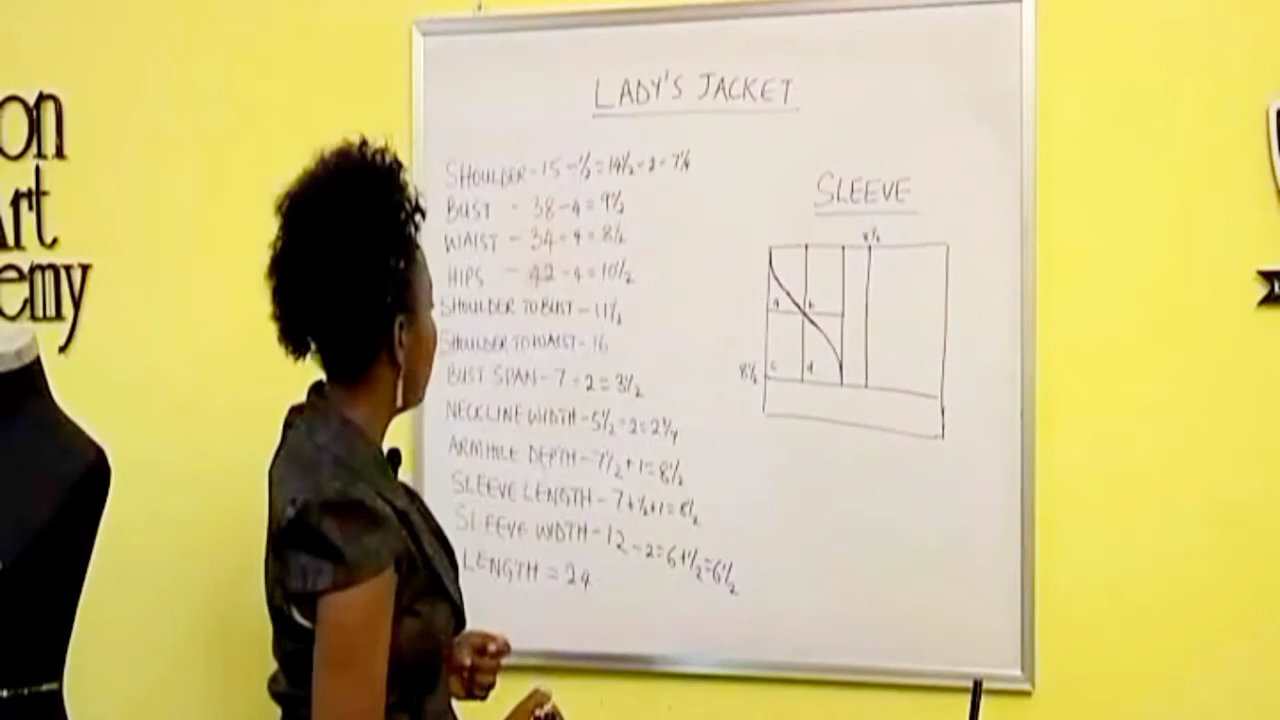 on
Art
emy
LADY'S JACKET
SHOULDER - 15 - ½ = 14½ ÷ 2 = 7¼
BUST - 38 ÷ 4 = 9½
WAIST - 34 ÷ 4 = 8½
HIPS - 42 ÷ 4 = 10½
SHOULDER TO BUST - 11½
SHOULDER TO WAIST - 16
BUST SPAN - 7 ÷ 2 = 3½
NECKLINE WIDTH - 5½ ÷ 2 = 2¾
ARMHOLE DEPTH - 7½ + 1 = 8½
SLEEVE LENGTH - 7 + ½ + 1 = 8½
SLEEVE WIDTH - 12 ÷ 2 = 6 + ½ = 6½
LENGTH = 24
SLEEVE
a b
8½ c d